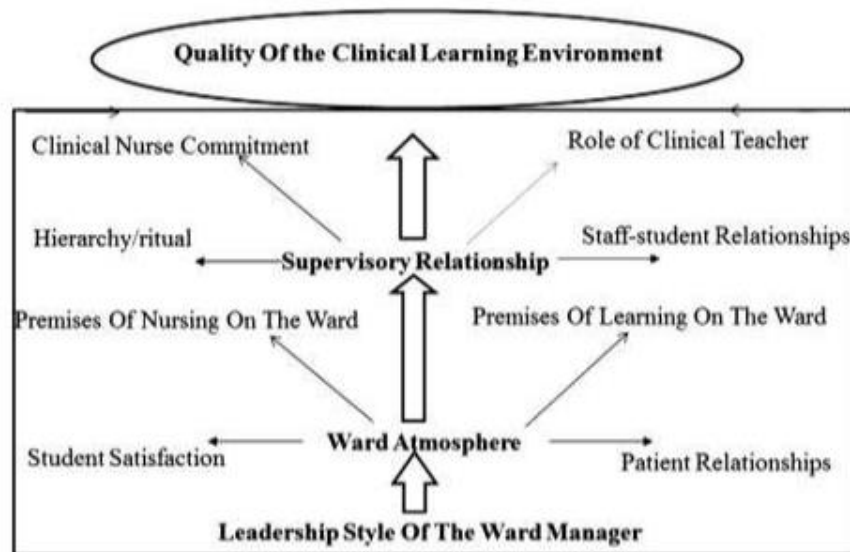 Quality Of the Clinical Learning Environment
Clinical Nurse Commitment
Role of Clinical Teacher
Hierarchy/ritual
Staff-student Relationships
Supervisory Relationship
Premises Of Nursing On The Ward
Premises Of Learning On The Ward
Ward Atmosphere
Student Satisfaction
Patient Relationships
Leadership Style Of The Ward Manager